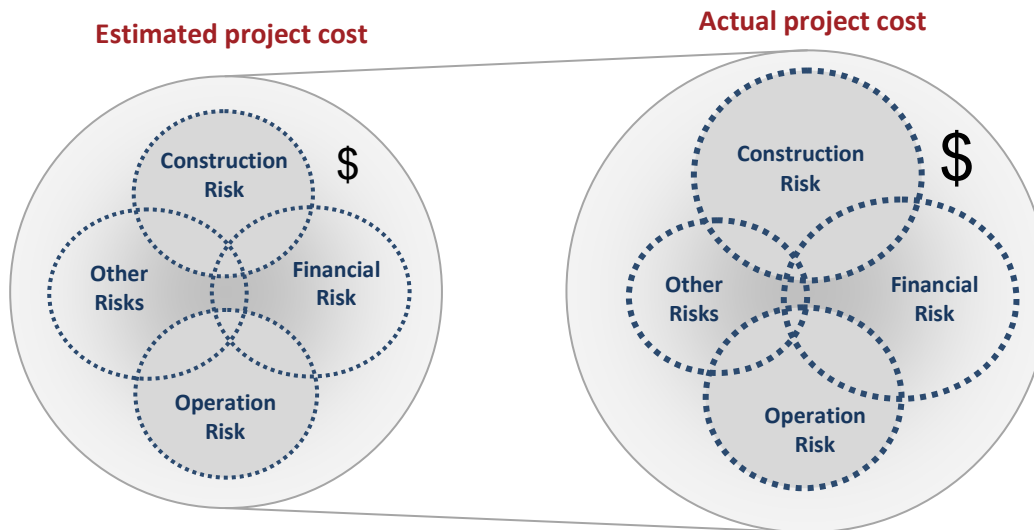 Estimated project cost
Construction
Risk
$
Other
Risks
Financial
Risk
Operation
Risk
Actual project cost
Construction
Risk
$
Other
Risks
Financial
Risk
Operation
Risk